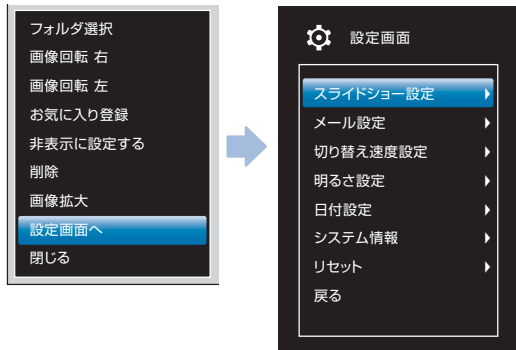 フォルダ選択
画像回転 右
画像回転 左
お気に入り登録
非表示に設定する
削除
画像拡大
設定画面へ
閉じる
設定画面
スライドショー設定
メール設定
切り替え速度設定
明るさ設定
日付設定
システム情報
リセット
戻る